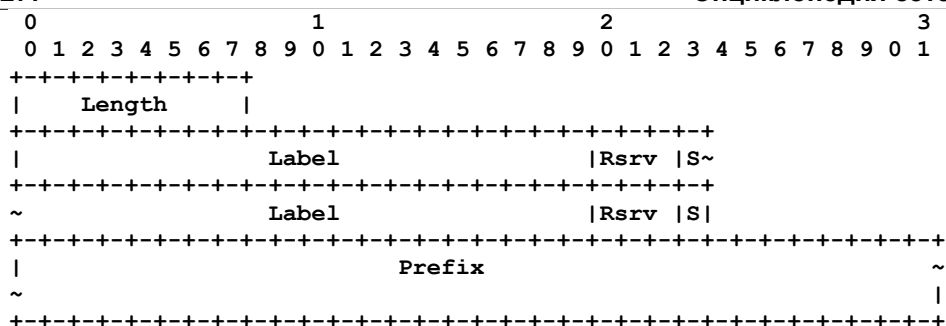 0                   1                   2                   3
 0 1 2 3 4 5 6 7 8 9 0 1 2 3 4 5 6 7 8 9 0 1 2 3 4 5 6 7 8 9 0 1
+-+-+-+-+-+-+-+-+
|    Length     |
+-+-+-+-+-+-+-+-+-+-+-+-+-+-+-+-+-+-+-+-+-+-+-+-+
|                 Label                 |Rsrv |S~
+-+-+-+-+-+-+-+-+-+-+-+-+-+-+-+-+-+-+-+-+-+-+-+-+
~                 Label                 |Rsrv |S|
+-+-+-+-+-+-+-+-+-+-+-+-+-+-+-+-+-+-+-+-+-+-+-+-+-+-+-+-+-+-+-+-+
|                          Prefix                               ~
~                                                               |
+-+-+-+-+-+-+-+-+-+-+-+-+-+-+-+-+-+-+-+-+-+-+-+-+-+-+-+-+-+-+-+-+